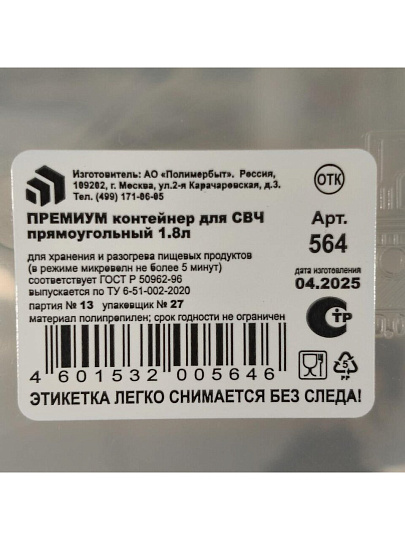 Изготовитель: АО «Полимербыт». Россия,
109202, г. Москва, ул.2-я Карачаровская, д.3.
Тел. (499) 171-86-85
ОТК
ПРЕМИУМ контейнер для СВЧ
прямоугольный 1.8л
Арт.
564
для хранения и разогрева пищевых продуктов
(в режиме микровелн не более 5 минут)
соответствует ГОСТ Р 50962-96
выпускается по ТУ 6-51-002-2020
партия № 13 упаковщик № 27
материал полипропилен; срок годности не ограничен
дата изготовления
04.2025
СТР
4 601532 005646
5
PP
ЭТИКЕТКА ЛЕГКО СНИМАЕТСЯ БЕЗ СЛЕДА!